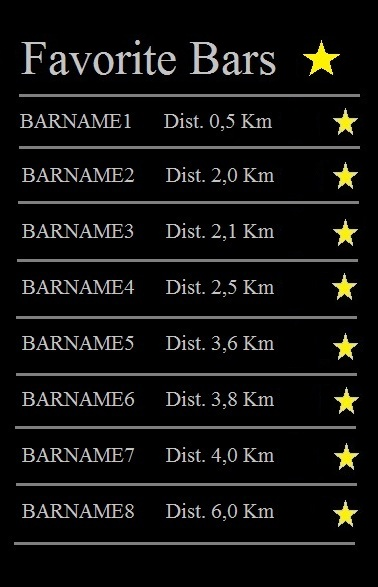 Favorite Bars
BARNAME1 Dist. 0,5 Km
BARNAME2 Dist. 2,0 Km
BARNAME3 Dist. 2,1 Km
BARNAME4 Dist. 2,5 Km
BARNAME5 Dist. 3,6 Km
BARNAME6 Dist. 3,8 Km
BARNAME7 Dist. 4,0 Km
BARNAME8 Dist. 6,0 Km